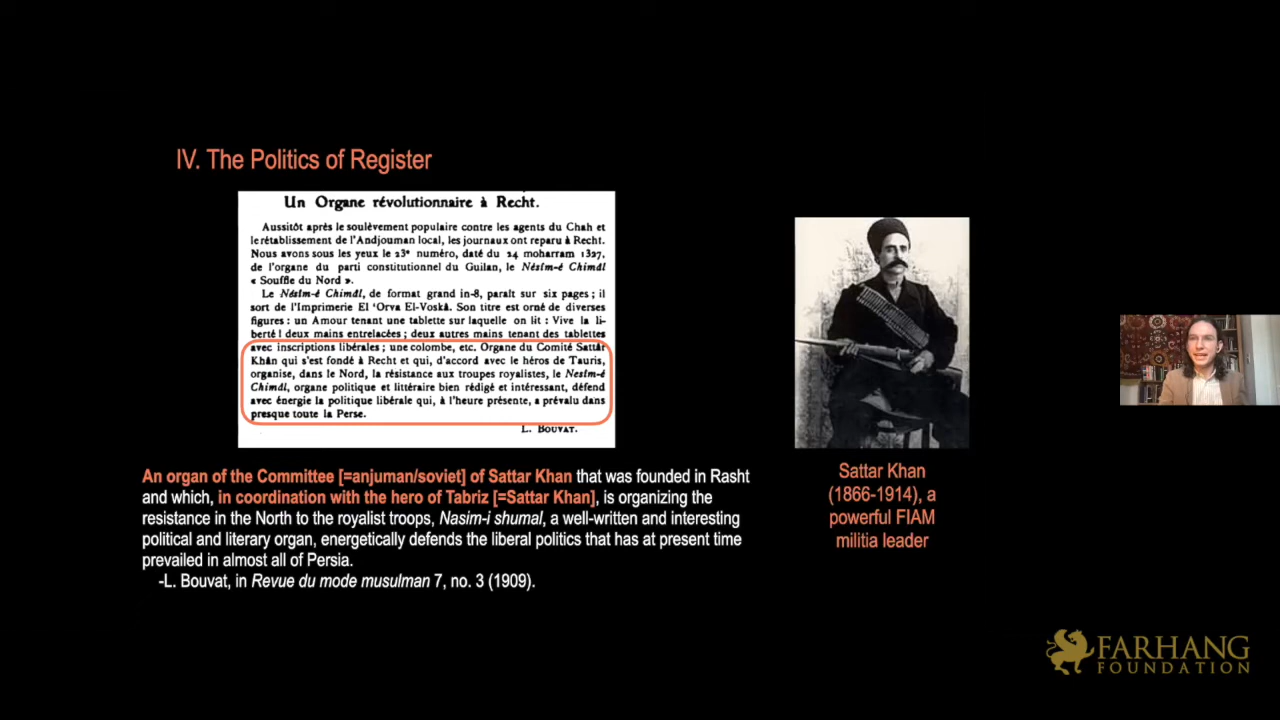 IV. The Politics of Register
Un Organe révolutionnaire à Recht.
Aussitôt après le soulèvement populaire contre les agents du Chah et
le rétablissement de l'Andjouman local, les journaux ont reparu à Recht.
Nous avons sous les yeux le 23e numéro, daté du 24 moharram 1327,
de l'organe du parti constitutionnel du Guilan, le Nésîm-é Chimâl
« Souffle du Nord ».
Le Nésîm-é Chimâl, de format grand in-8, paraît sur six pages ; il
sort de l'Imprimerie El 'Orva El-Voskâ. Son titre est orné de diverses
figures : un Amour tenant une tablette sur laquelle on lit : Vive la li-
berté ! deux mains entrelacées ; deux autres mains tenant des tablettes
avec inscriptions libérales ; une colombe, etc. Organe du Comité Sattâr
Khân qui s'est fondé à Recht et qui, d'accord avec le héros de Tauris,
organise, dans le Nord, la résistance aux troupes royalistes, le Nesîm-é
Chimâl, organe politique et littéraire bien rédigé et intéressant, défend
avec énergie la politique libérale qui, à l'heure présente, a prévalu dans
presque toute la Perse.
L. BOUVAT.
An organ of the Committee [=anjuman/soviet] of Sattar Khan that was founded in Rasht
and which, in coordination with the hero of Tabriz [=Sattar Khan], is organizing the
resistance in the North to the royalist troops, Nasim-i shumal, a well-written and interesting
political and literary organ, energetically defends the liberal politics that has at present time
prevailed in almost all of Persia.
-L. Bouvat, in Revue du mode musulman 7, no. 3 (1909).
Sattar Khan
(1866-1914), a
powerful FIAM
militia leader
FARHANG
FOUNDATION